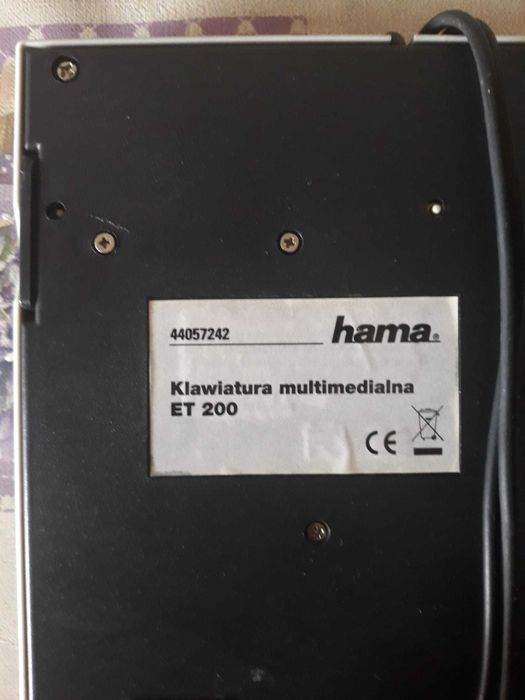 44057242 hama®
Klawiatura multimedialna
ET 200
CE